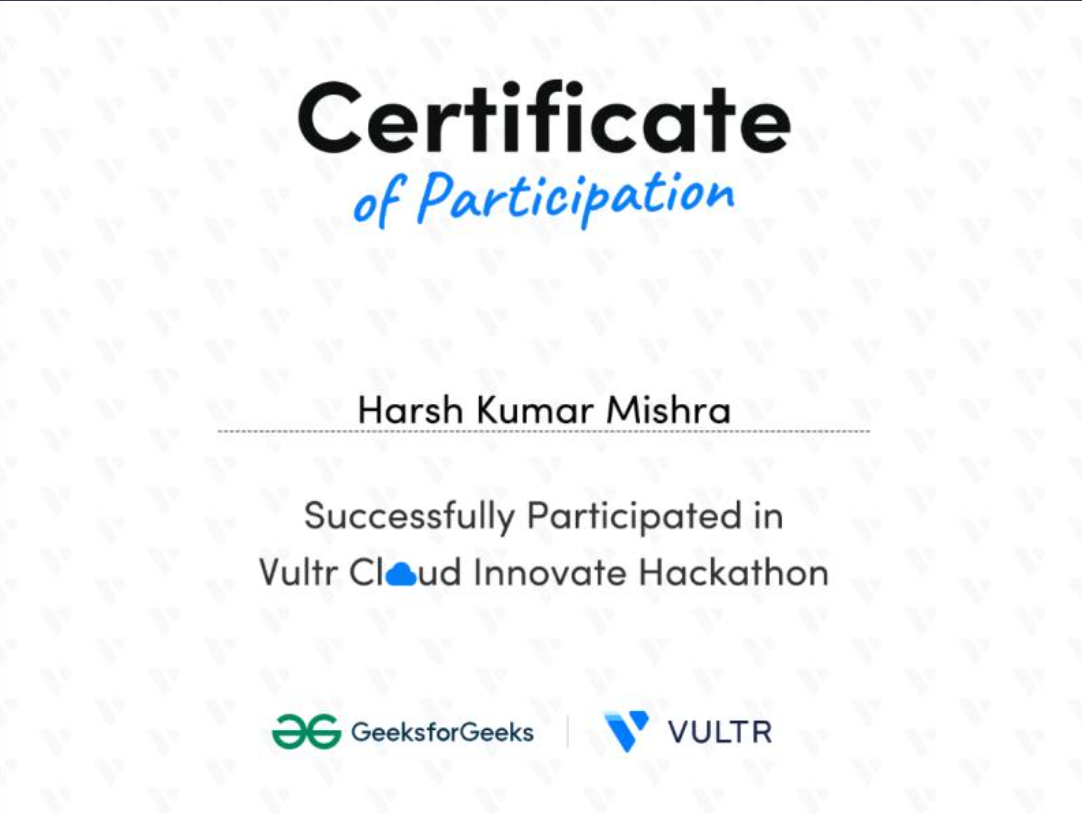 Certificate
of Participation
Harsh Kumar Mishra
Successfully Participated in
Vultr Cloud Innovate Hackathon
GeeksforGeeks VULTR